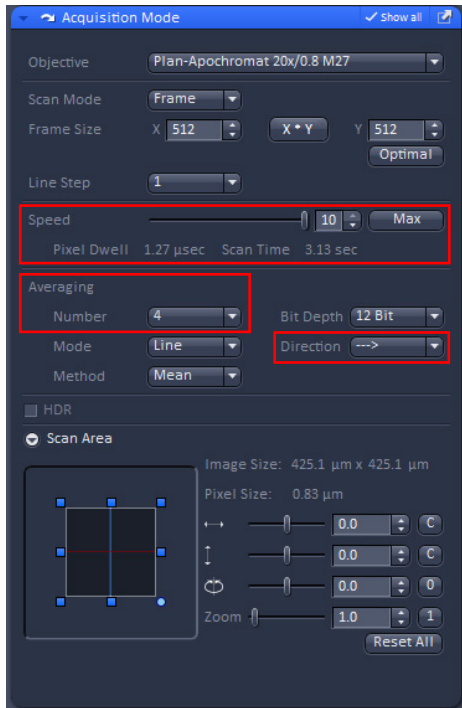 Acquisition Mode ✓ Show all
Objective Plan-Apochromat 20x/0.8 M27
Scan Mode Frame
Frame Size X 512 X * Y Y 512
Optimal
Line Step 1
Speed 10 Max
Pixel Dwell 1.27 µsec Scan Time 3.13 sec
Averaging
Number 4 Bit Depth 12 Bit
Mode Line Direction --->
Method Mean
HDR
Scan Area
Image Size: 425.1 µm x 425.1 µm
Pixel Size: 0.83 µm
0.0 C
0.0 C
0.0 0
Zoom 1.0 1
Reset All